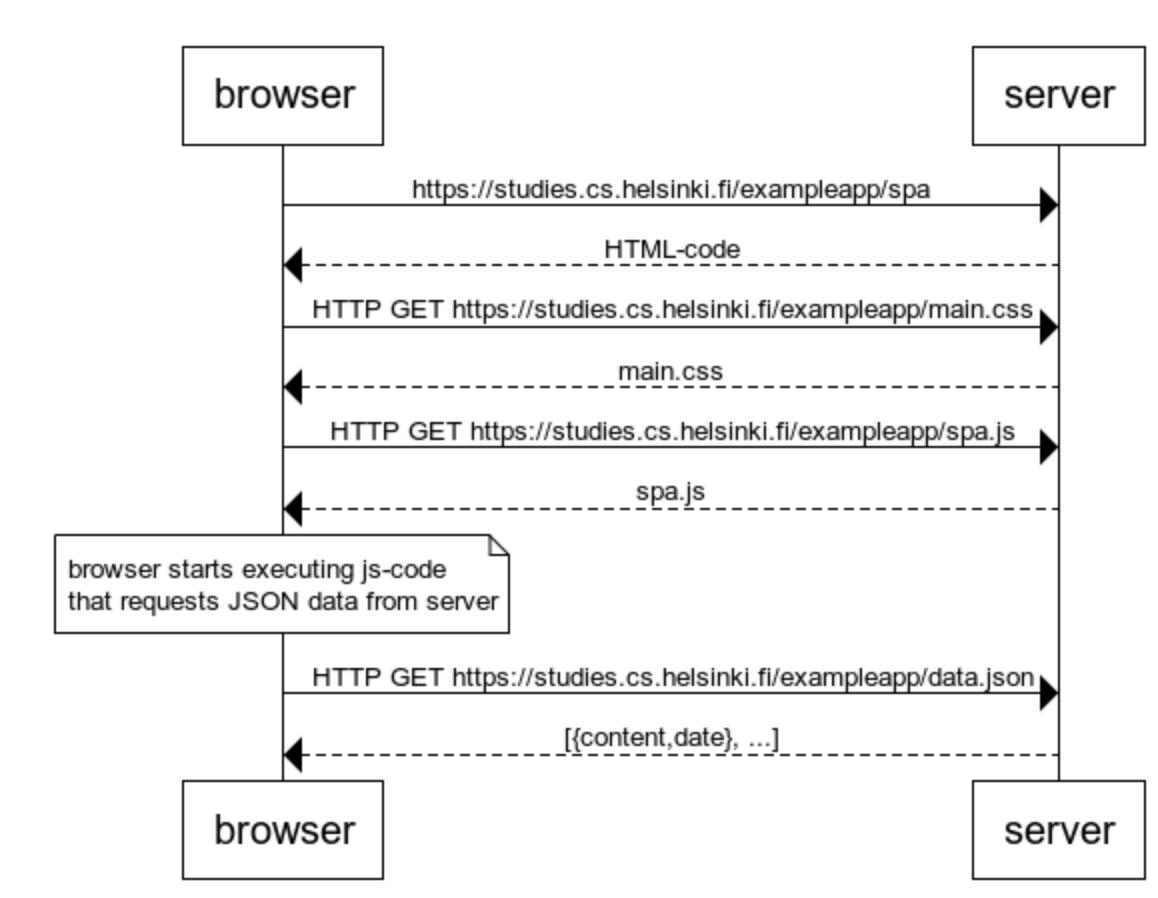 browser
server
https://studies.cs.helsinki.fi/exampleapp/spa
HTML-code
HTTP GET https://studies.cs.helsinki.fi/exampleapp/main.css
main.css
HTTP GET https://studies.cs.helsinki.fi/exampleapp/spa.js
spa.js
browser starts executing js-code
that requests JSON data from server
HTTP GET https://studies.cs.helsinki.fi/exampleapp/data.json
[{content,date}, ...]
browser
server